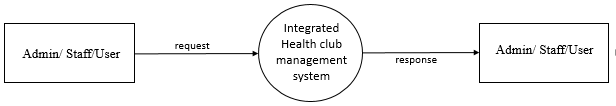 Admin/ Staff/User
request
Integrated
Health club
management
system
response
Admin/ Staff/User